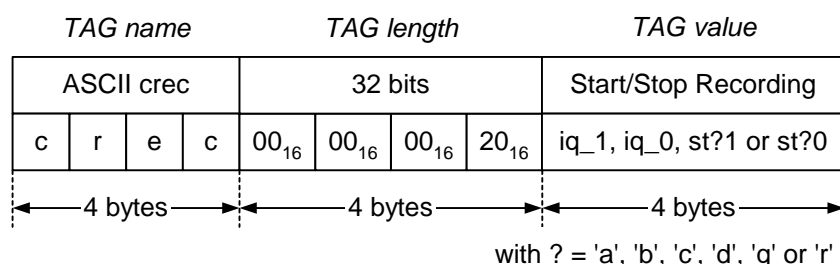 TAG name TAG length TAG value
ASCII crec 32 bits Start/Stop Recording
c r e c 00₁₆ 00₁₆ 00₁₆ 20₁₆ iq_1, iq_0, st?1 or st?0
4 bytes 4 bytes 4 bytes
with ? = 'a', 'b', 'c', 'd', 'q' or 'r'